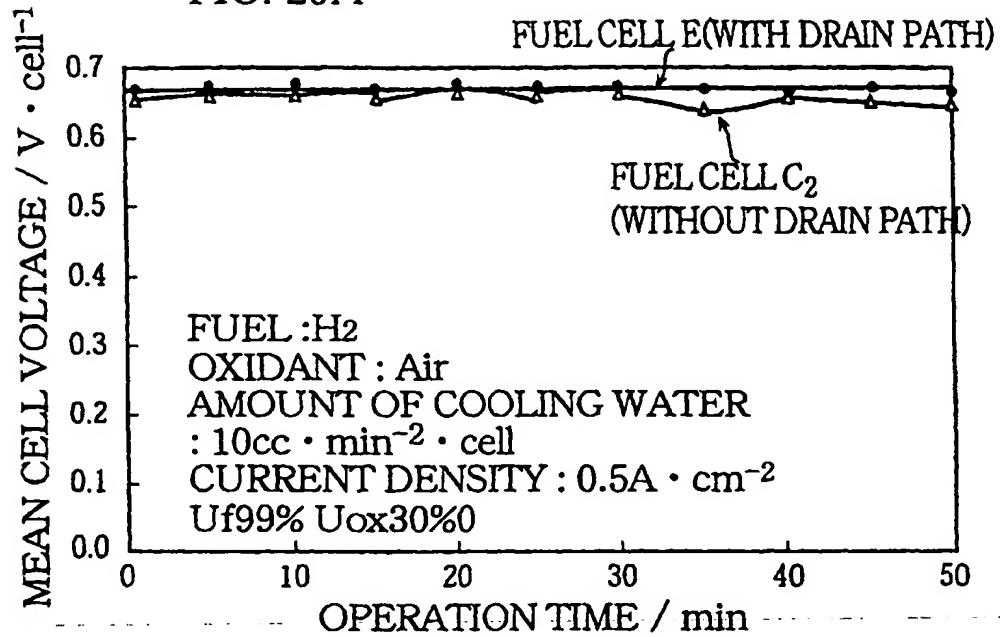 FUEL CELL E(WITH DRAIN PATH)
MEAN CELL VOLTAGE / V・cell⁻¹
0.7
0.6
0.5
0.4
0.3
0.2
0.1
0.0
FUEL CELL C₂
(WITHOUT DRAIN PATH)
FUEL :H2
OXIDANT : Air
AMOUNT OF COOLING WATER
: 10cc・min⁻²・cell
CURRENT DENSITY : 0.5A・cm⁻²
Uf99% Uox30%0
0 10 20 30 40 50
OPERATION TIME / min